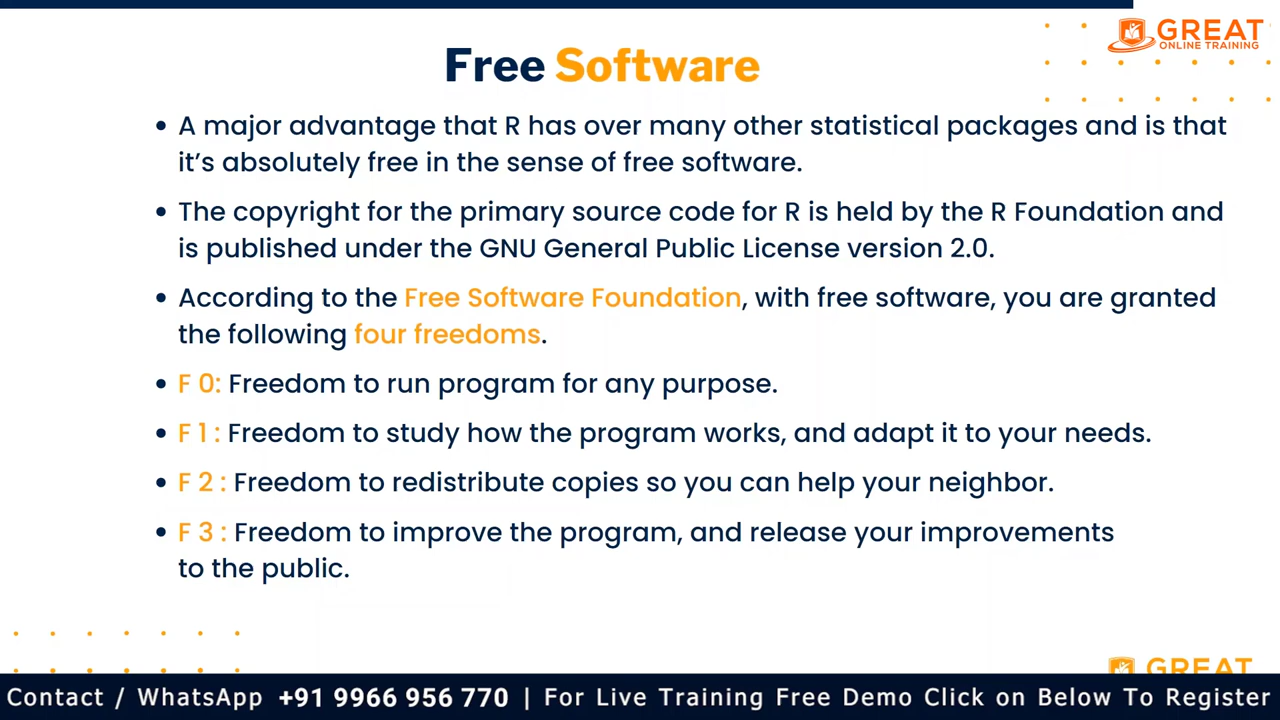 GREAT
ONLINE TRAINING
Free Software
• A major advantage that R has over many other statistical packages and is that
it’s absolutely free in the sense of free software.
• The copyright for the primary source code for R is held by the R Foundation and
is published under the GNU General Public License version 2.0.
• According to the Free Software Foundation, with free software, you are granted
the following four freedoms.
• F 0: Freedom to run program for any purpose.
• F 1 : Freedom to study how the program works, and adapt it to your needs.
• F 2 : Freedom to redistribute copies so you can help your neighbor.
• F 3 : Freedom to improve the program, and release your improvements
to the public.
GREAT
Contact / WhatsApp +91 9966 956 770 | For Live Training Free Demo Click on Below To Register